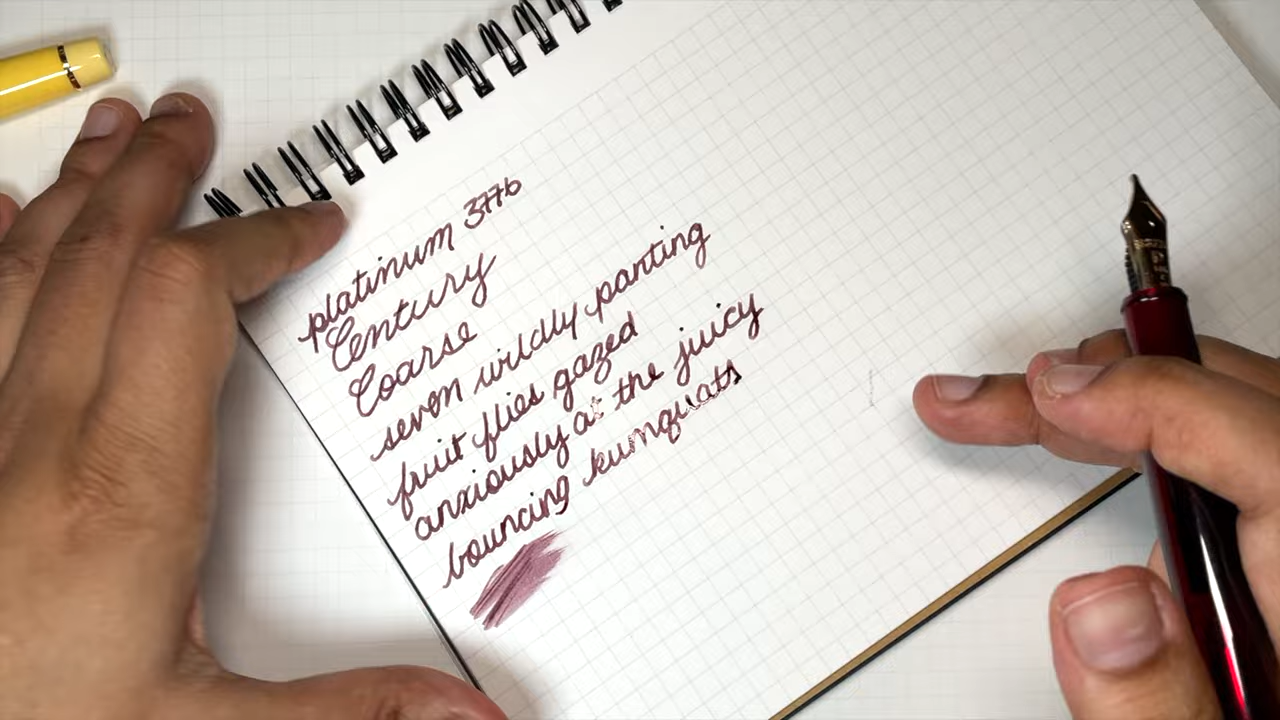 platinum 3776
Century
Coarse
seven wildly panting
fruit flies gazed
anxiously at the juicy
bouncing kumquats